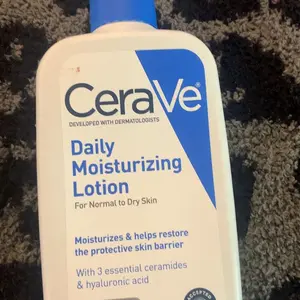 CeraVe®
DEVELOPED WITH DERMATOLOGISTS
Daily
Moisturizing
Lotion
For Normal to Dry Skin
Moisturizes & helps restore
the protective skin barrier
With 3 essential ceramides
& hyaluronic acid
ACCEPTED